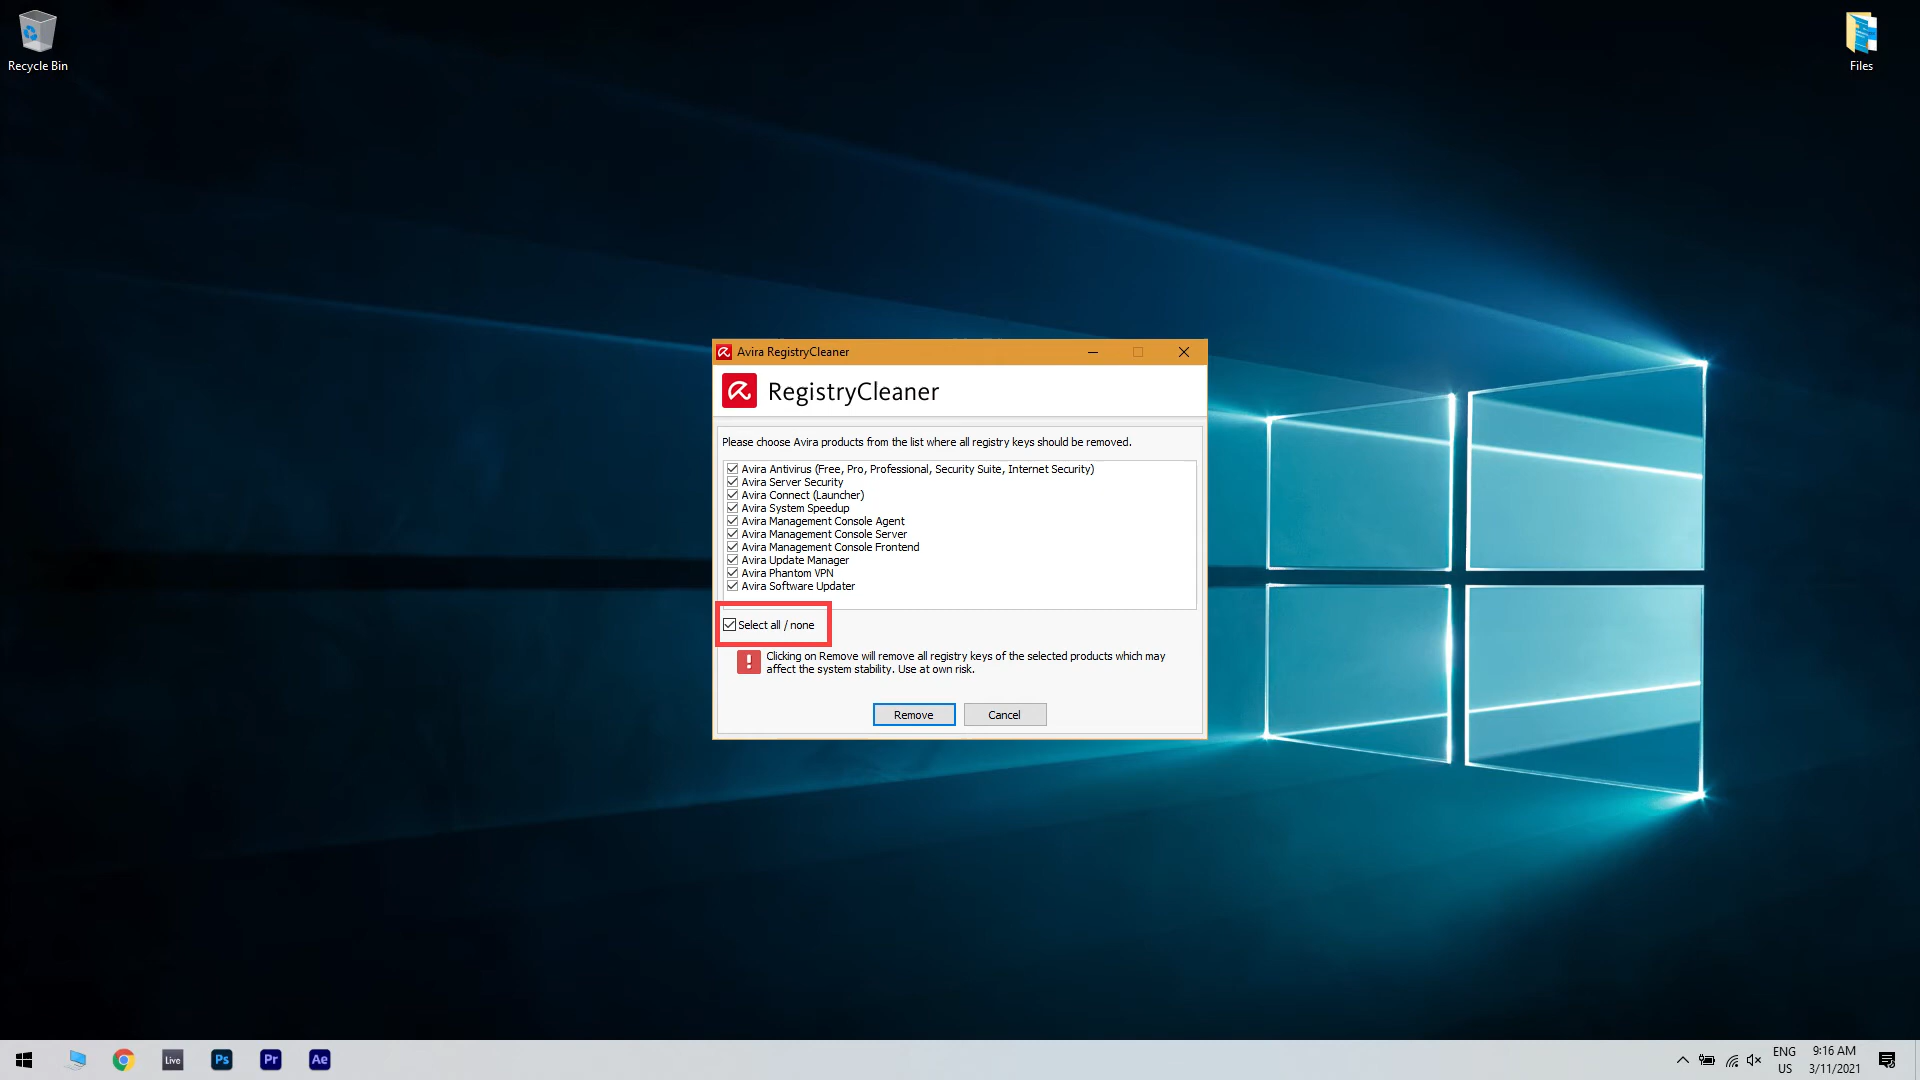 Recycle Bin
Files
Avira RegistryCleaner
RegistryCleaner
Please choose Avira products from the list where all registry keys should be removed.
Avira Antivirus (Free, Pro, Professional, Security Suite, Internet Security)
Avira Server Security
Avira Connect (Launcher)
Avira System Speedup
Avira Management Console Agent
Avira Management Console Server
Avira Management Console Frontend
Avira Update Manager
Avira Phantom VPN
Avira Software Updater
Select all / none
Clicking on Remove will remove all registry keys of the selected products which may
affect the system stability. Use at own risk.
Remove
Cancel
Live
Ps
Pr
Ae
ENG
US
9:16 AM
3/11/2021